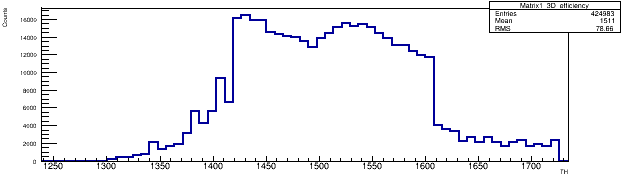 Matrix1_3D_efficiency
Entries 424983
Mean 1511
RMS 78.66
Counts
16000
14000
12000
10000
8000
6000
4000
2000
0
1250 1300 1350 1400 1450 1500 1550 1600 1650 1700
TH